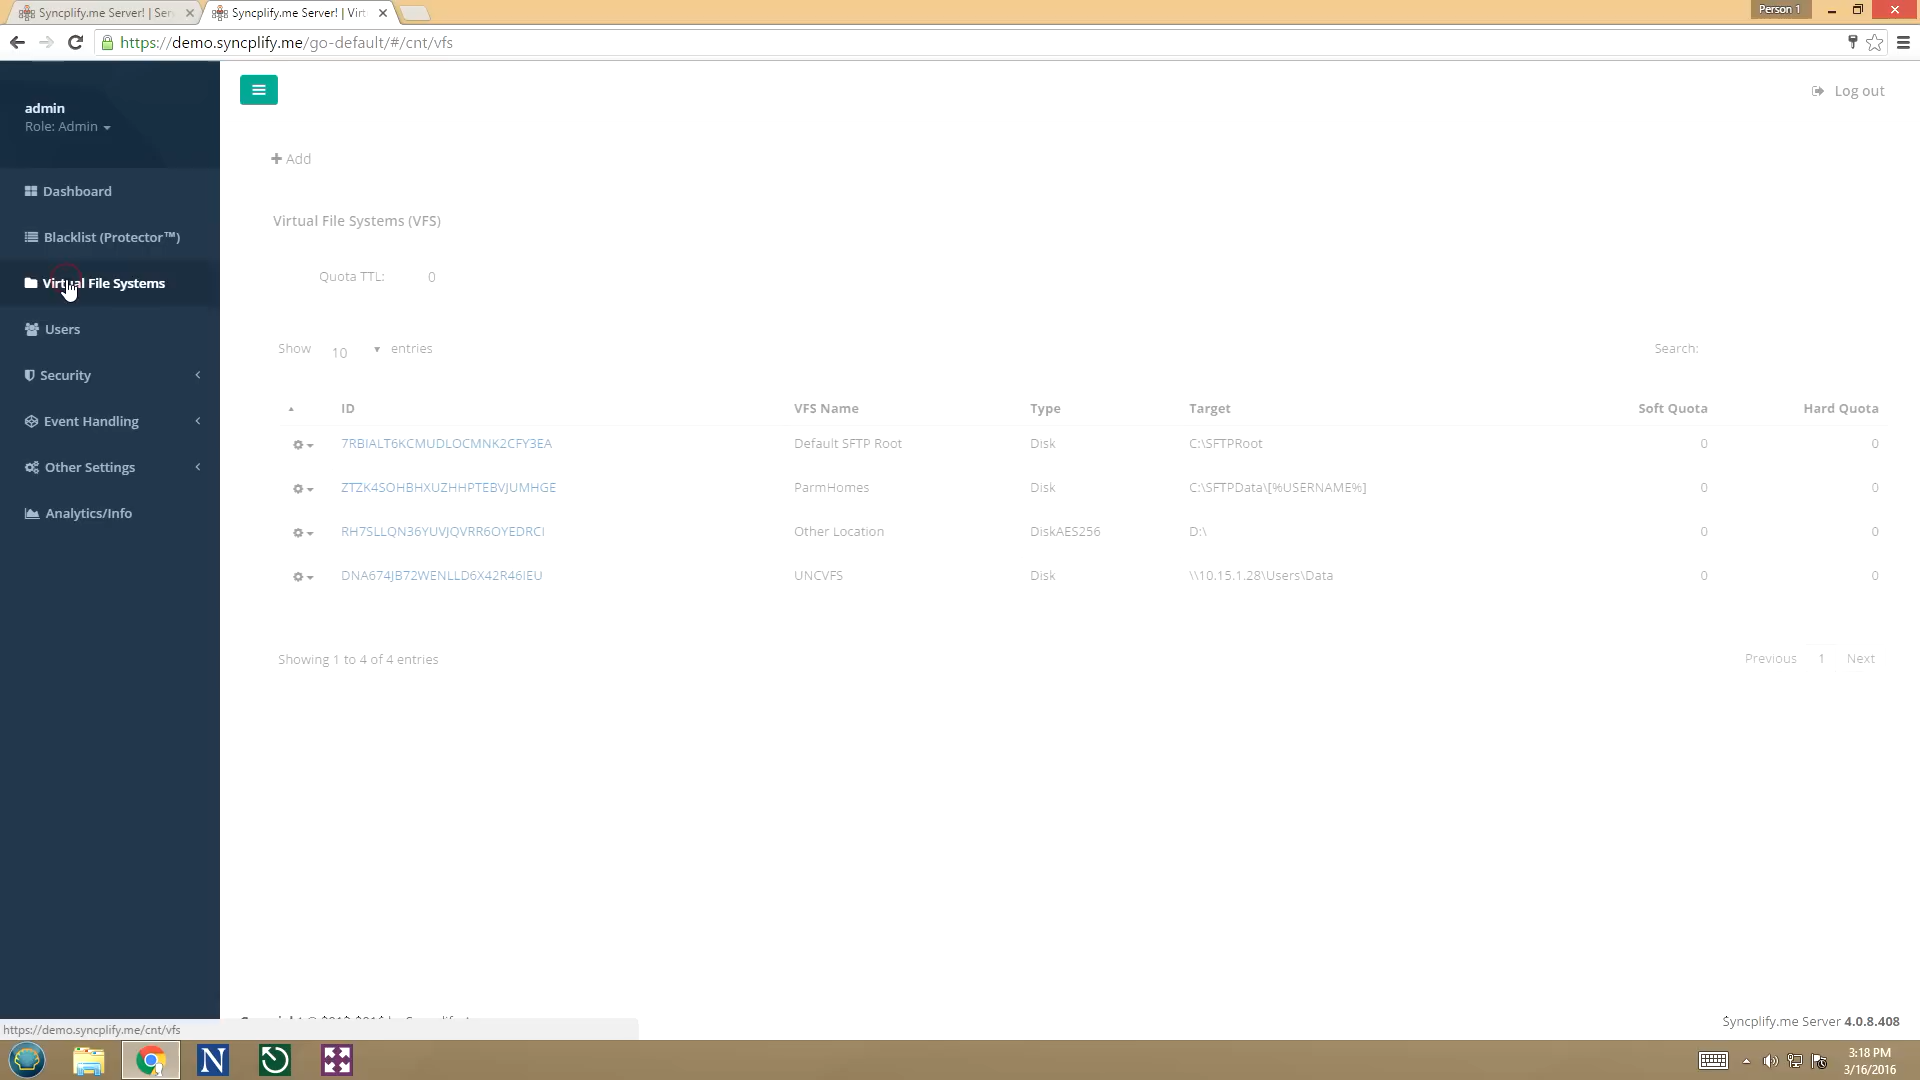 Syncplify.me Server! | Ser
Syncplify.me Server! | Virt
Person 1
https://demo.syncplify.me/go-default/#/cnt/vfs
admin
Role: Admin
Dashboard
Blacklist (Protector™)
Virtual File Systems
Users
Security
Event Handling
Other Settings
Analytics/Info
Log out
Add
Virtual File Systems (VFS)
Quota TTL: 0
Show 10 entries
Search:
ID VFS Name Type Target Soft Quota Hard Quota
7RBIALT6KCMUDLOCMNK2CFY3EA Default SFTP Root Disk C:\SFTPRoot 0 0
ZTZK4SOHBHXUZHHPTEBVJUMHGE ParmHomes Disk C:\SFTPData\[%USERNAME%] 0 0
RH7SLLQN36YUVJQVRR6OYEDRCI Other Location DiskAES256 D:\ 0 0
DNA674JB72WENLLD6X42R46IEU UNCVFS Disk \\10.15.1.28\Users\Data 0 0
Showing 1 to 4 of 4 entries
Previous 1 Next
Syncplify.me Server 4.0.8.408
https://demo.syncplify.me/cnt/vfs
N
3:18 PM
3/16/2016